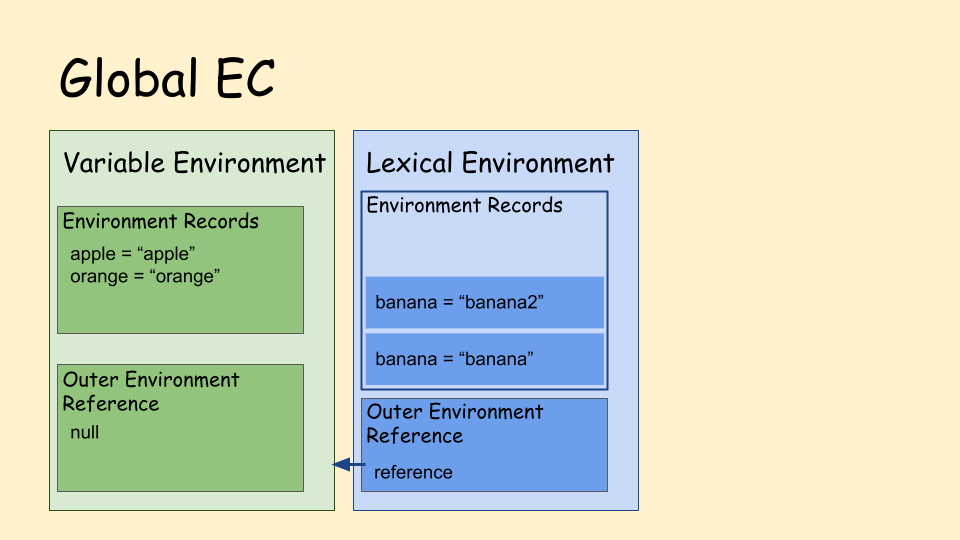 Global EC
Variable Environment
Environment Records
apple = “apple”
orange = “orange”
Outer Environment
Reference
null
Lexical Environment
Environment Records
banana = “banana2”
banana = “banana”
Outer Environment
Reference
reference